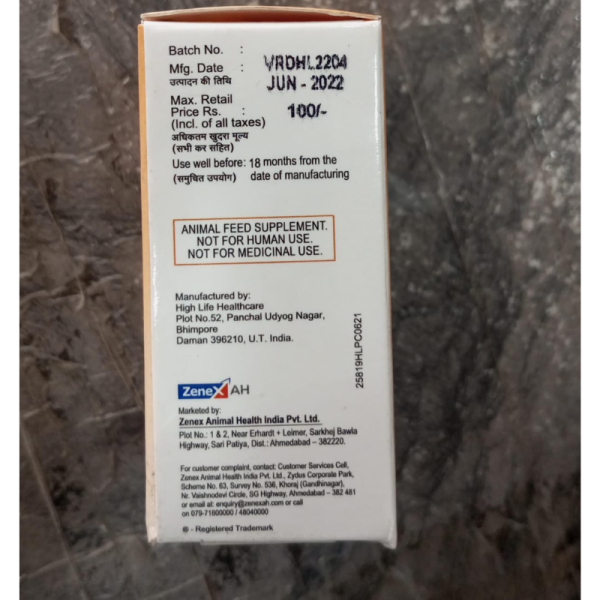 Batch No. : VRDHL2204
Mfg. Date : JUN - 2022
उत्पादन की तिथि
Max. Retail
Price Rs. : 100/-
(Incl. of all taxes)
अधिकतम खुदरा मूल्य
(सभी कर सहित)
Use well before: 18 months from the
(समुचित उपयोग) date of manufacturing
ANIMAL FEED SUPPLEMENT.
NOT FOR HUMAN USE.
NOT FOR MEDICINAL USE.
Manufactured by:
High Life Healthcare
Plot No.52, Panchal Udyog Nagar,
Bhimpore
Daman 396210, U.T. India.
25819HLPC0621
Zenex AH
Marketed by:
Zenex Animal Health India Pvt. Ltd.
Plot No.: 1 & 2, Near Erhardt + Leimer, Sarkhej Bawla
Highway, Sari Patiya, Dist.: Ahmedabad – 382220.
For customer complaint, contact: Customer Services Cell,
Zenex Animal Health India Pvt. Ltd., Zydus Corporate Park,
Scheme No. 63, Survey No. 536, Khoraj (Gandhinagar),
Nr. Vaishnodevi Circle, SG Highway, Ahmedabad – 382 481
or email at: enquiry@zenexah.com or call
on 079-71800000 / 48040000
® - Registered Trademark